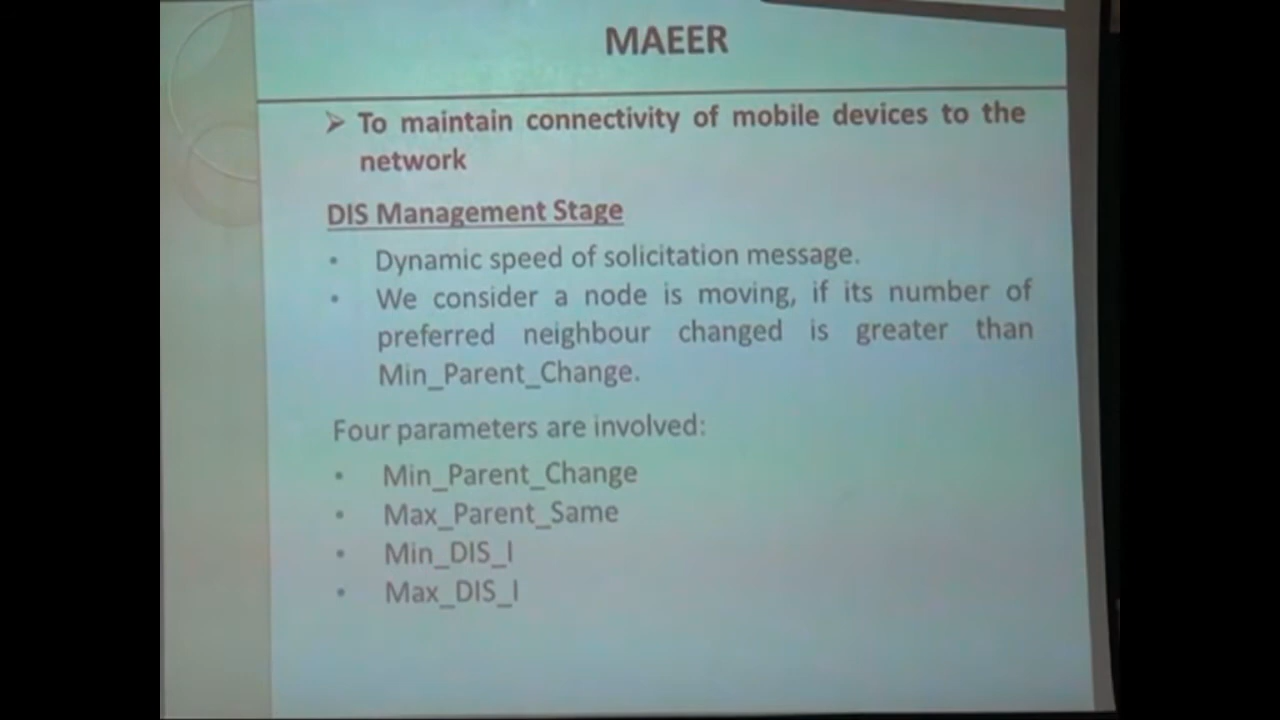 MAEER
➢ To maintain connectivity of mobile devices to the
network
DIS Management Stage
• Dynamic speed of solicitation message.
• We consider a node is moving, if its number of
preferred neighbour changed is greater than
Min_Parent_Change.
Four parameters are involved:
• Min_Parent_Change
• Max_Parent_Same
• Min_DIS_I
• Max_DIS_I